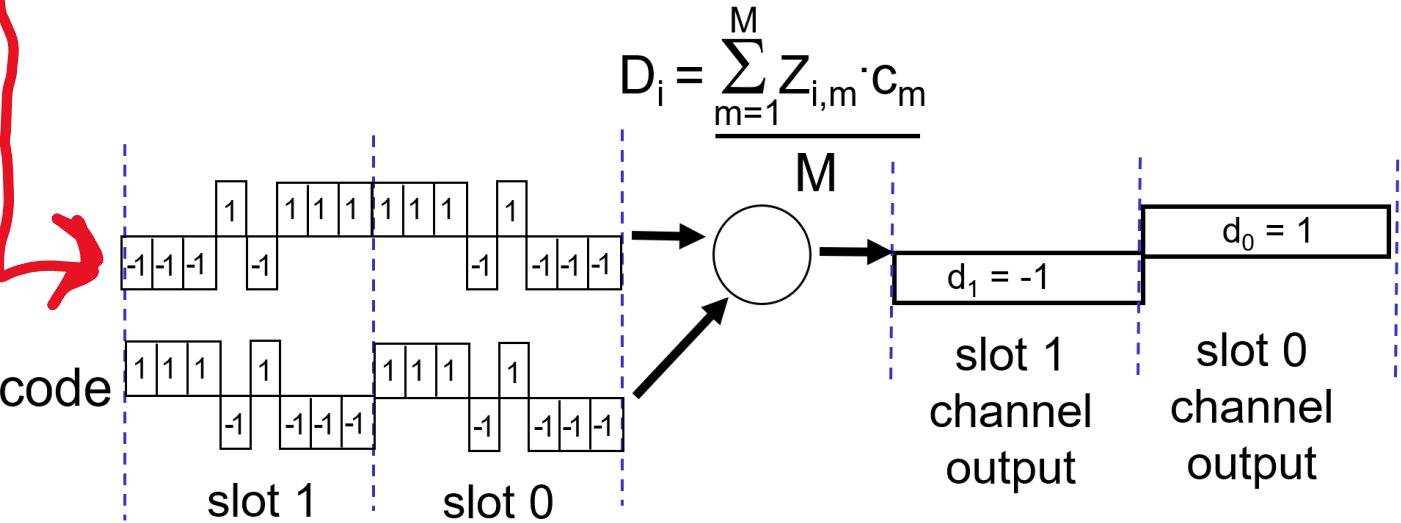 M
D_i = Σ Z_{i,m}·c_m
m=1
M
1 1 1 1 1 1 1 1
-1 -1 -1 -1 -1 -1 -1 -1
d_0 = 1
d_1 = -1
code
1 1 1 1 1 1 1 1
-1 -1 -1 -1 -1 -1 -1 -1
slot 1
channel
output
slot 0
channel
output
slot 1 slot 0